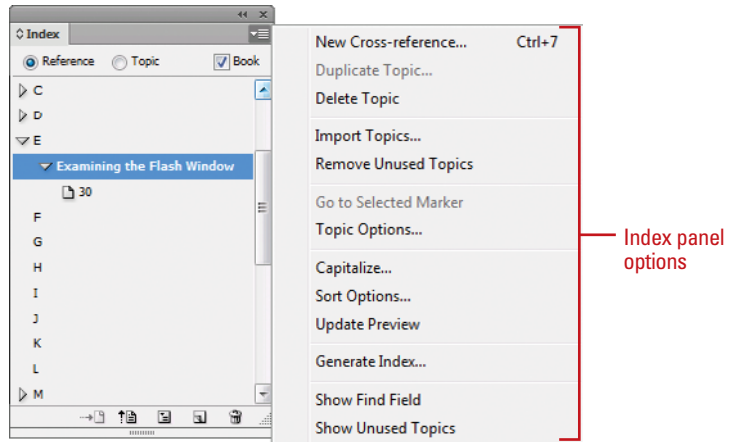 Index
Reference Topic Book
C
D
E
Examining the Flash Window
30
F
G
H
I
J
K
L
M
New Cross-reference... Ctrl+7
Duplicate Topic...
Delete Topic
Import Topics...
Remove Unused Topics
Go to Selected Marker
Topic Options...
Capitalize...
Sort Options...
Update Preview
Generate Index...
Show Find Field
Show Unused Topics
Index panel
options